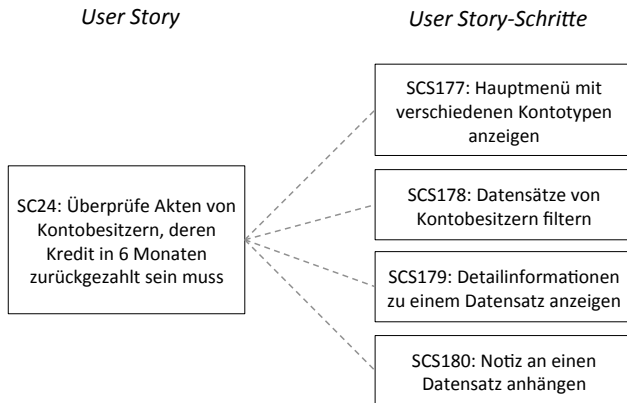 User Story
User Story-Schritte
SCS177: Hauptmenü mit
verschiedenen Kontotypen
anzeigen
SC24: Überprüfe Akten von
Kontobesitzern, deren
Kredit in 6 Monaten
zurückgezahlt sein muss
SCS178: Datensätze von
Kontobesitzern filtern
SCS179: Detailinformationen
zu einem Datensatz anzeigen
SCS180: Notiz an einen
Datensatz anhängen